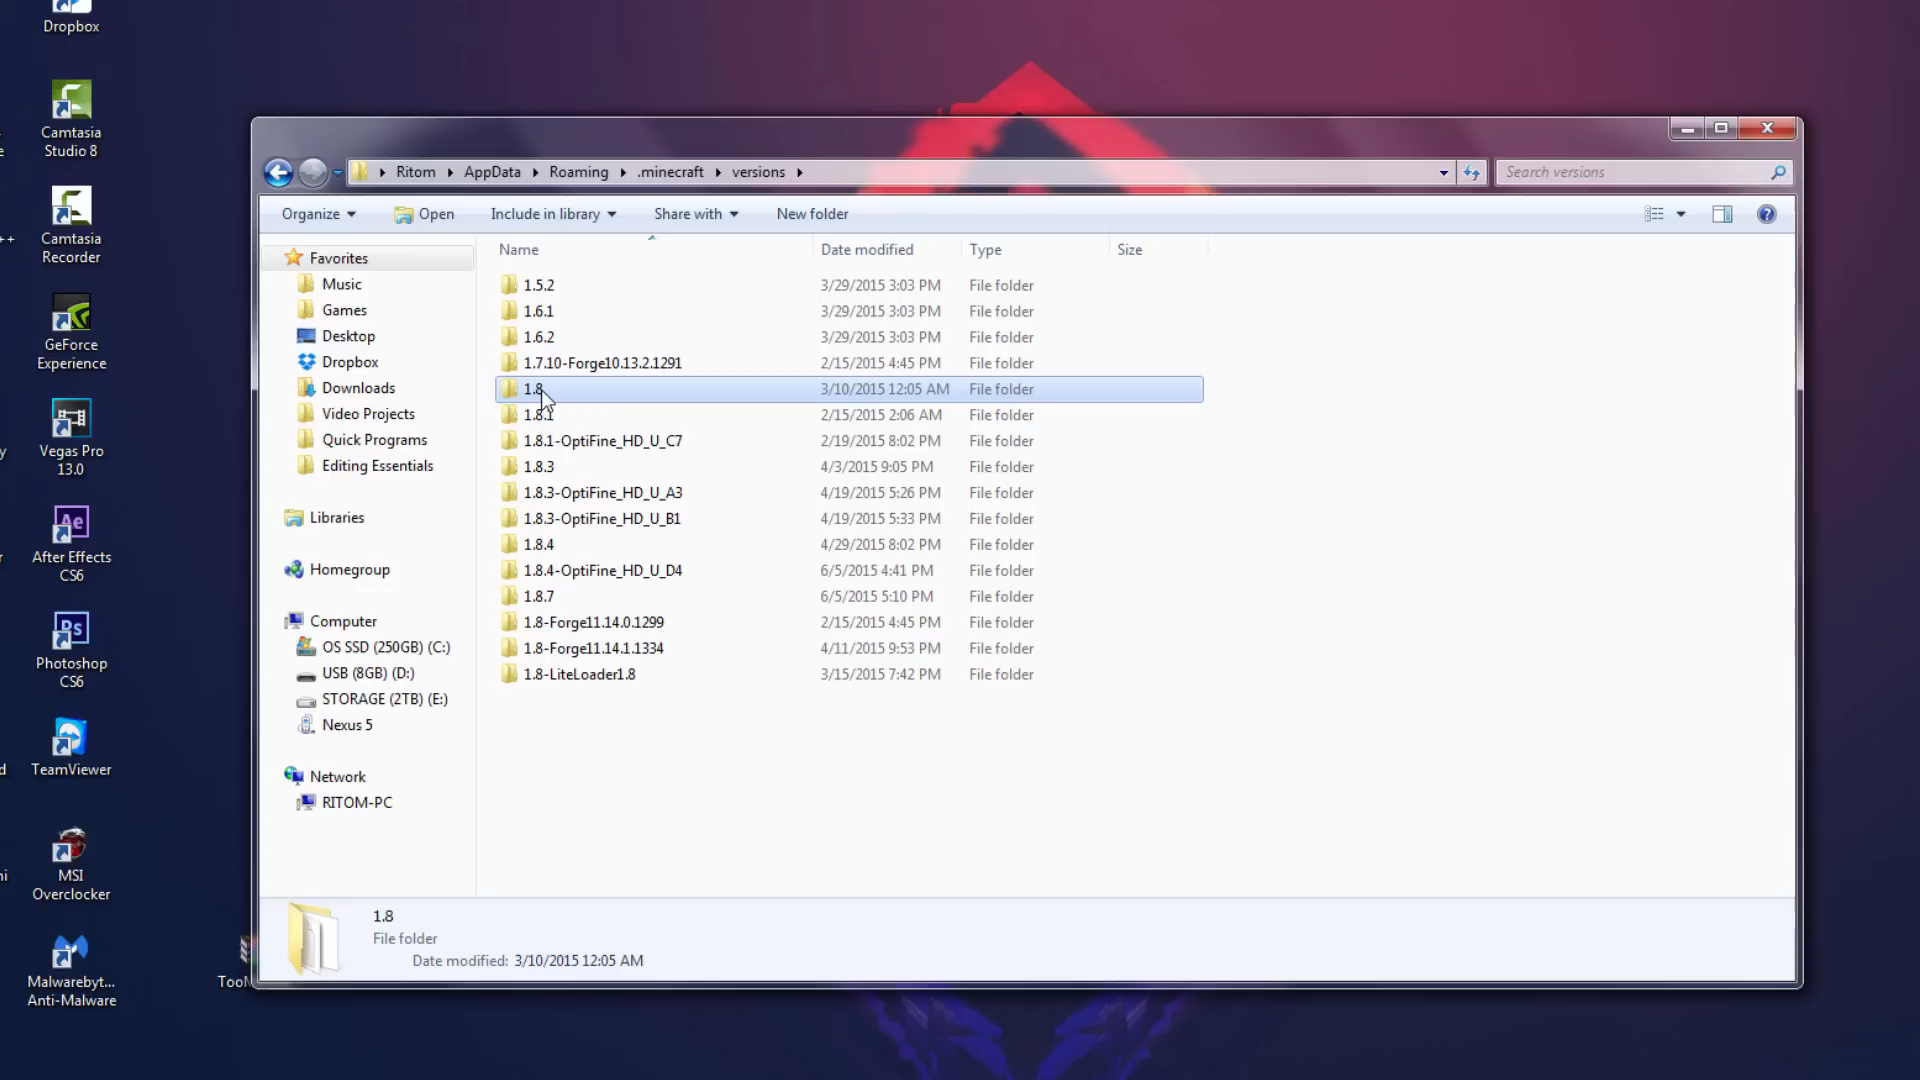 Dropbox
Camtasia
Studio 8
Camtasia
Recorder
GeForce
Experience
Vegas Pro
13.0
After Effects
CS6
Photoshop
CS6
TeamViewer
MSI
Overclocker
Malwarebyt...
Anti-Malware
Ritom AppData Roaming .minecraft versions
Search versions
Organize Open Include in library Share with New folder
Favorites
Music
Games
Desktop
Dropbox
Downloads
Video Projects
Quick Programs
Editing Essentials
Libraries
Homegroup
Computer
OS SSD (250GB) (C:)
USB (8GB) (D:)
STORAGE (2TB) (E:)
Nexus 5
Network
RITOM-PC
Name Date modified Type Size
1.5.2 3/29/2015 3:03 PM File folder
1.6.1 3/29/2015 3:03 PM File folder
1.6.2 3/29/2015 3:03 PM File folder
1.7.10-Forge10.13.2.1291 2/15/2015 4:45 PM File folder
1.8 3/10/2015 12:05 AM File folder
1.8.1 2/15/2015 2:06 AM File folder
1.8.1-OptiFine_HD_U_C7 2/19/2015 8:02 PM File folder
1.8.3 4/3/2015 9:05 PM File folder
1.8.3-OptiFine_HD_U_A3 4/19/2015 5:26 PM File folder
1.8.3-OptiFine_HD_U_B1 4/19/2015 5:33 PM File folder
1.8.4 4/29/2015 8:02 PM File folder
1.8.4-OptiFine_HD_U_D4 6/5/2015 4:41 PM File folder
1.8.7 6/5/2015 5:10 PM File folder
1.8-Forge11.14.0.1299 2/15/2015 4:45 PM File folder
1.8-Forge11.14.1.1334 4/11/2015 9:53 PM File folder
1.8-LiteLoader1.8 3/15/2015 7:42 PM File folder
1.8
File folder
Date modified: 3/10/2015 12:05 AM